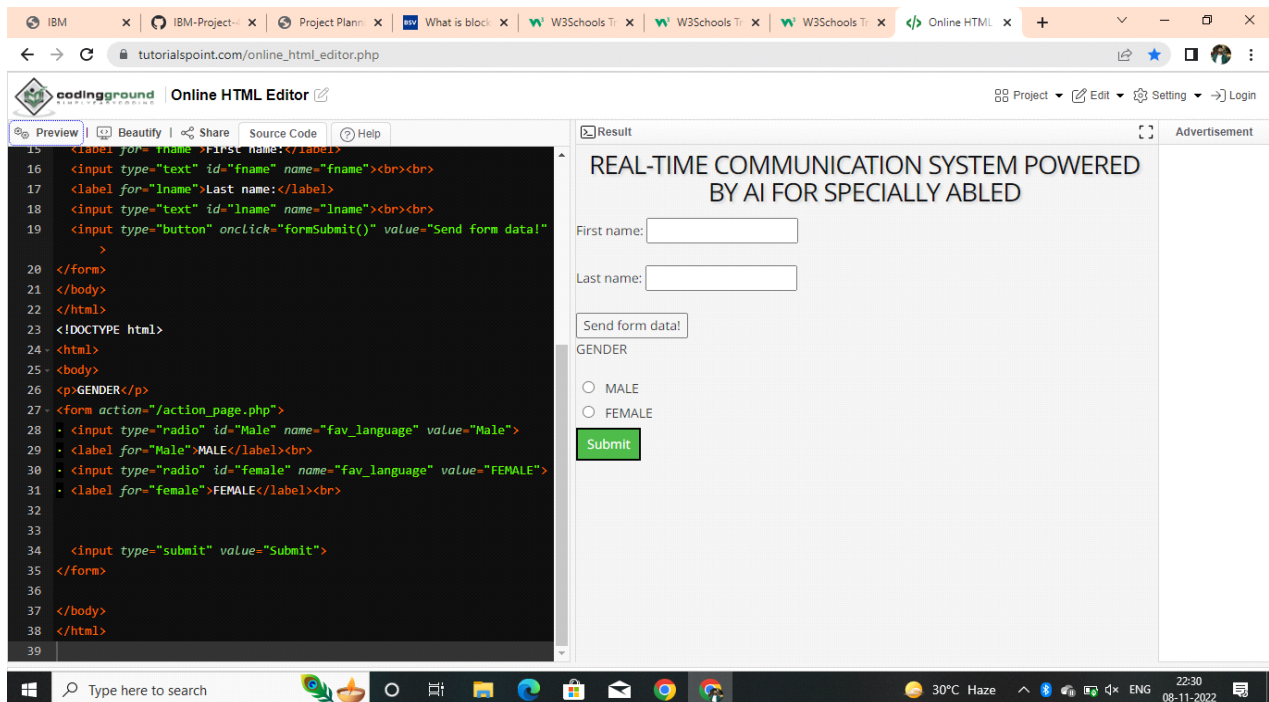 IBM
IBM-Project-
Project Plann
BSV What is block
W3Schools Tr
W3Schools Tr
W3Schools Tr
</> Online HTML
tutorialspoint.com/online_html_editor.php
codingground Online HTML Editor
SIMPLYEASYCODING
Project Edit Setting Login
Preview Beautify Share Source Code Help
15 <label for="fname">First name:</label>
16 <input type="text" id="fname" name="fname"><br><br>
17 <label for="lname">Last name:</label>
18 <input type="text" id="lname" name="lname"><br><br>
19 <input type="button" onclick="formSubmit()" value="Send form data!"
>
20 </form>
21 </body>
22 </html>
23 <!DOCTYPE html>
24 <html>
25 <body>
26 <p>GENDER</p>
27 <form action="/action_page.php">
28 · <input type="radio" id="Male" name="fav_language" value="Male">
29 · <label for="Male">MALE</label><br>
30 · <input type="radio" id="female" name="fav_language" value="FEMALE">
31 · <label for="female">FEMALE</label><br>
32
33
34 <input type="submit" value="Submit">
35 </form>
36
37 </body>
38 </html>
39
Result
REAL-TIME COMMUNICATION SYSTEM POWERED
BY AI FOR SPECIALLY ABLED
First name:
Last name:
Send form data!
GENDER
MALE
FEMALE
Submit
Advertisement
Type here to search
30°C Haze
ENG
22:30
08-11-2022